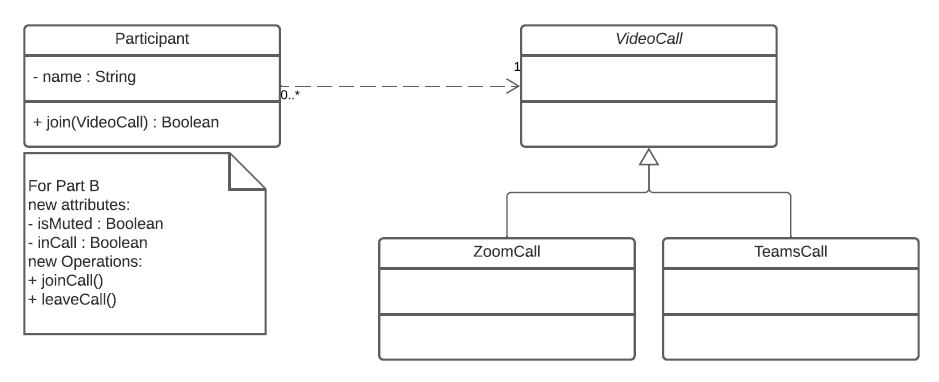 Participant
- name : String
+ join(VideoCall) : Boolean
0..*
1
VideoCall
For Part B
new attributes:
- isMuted : Boolean
- inCall : Boolean
new Operations:
+ joinCall()
+ leaveCall()
ZoomCall
TeamsCall